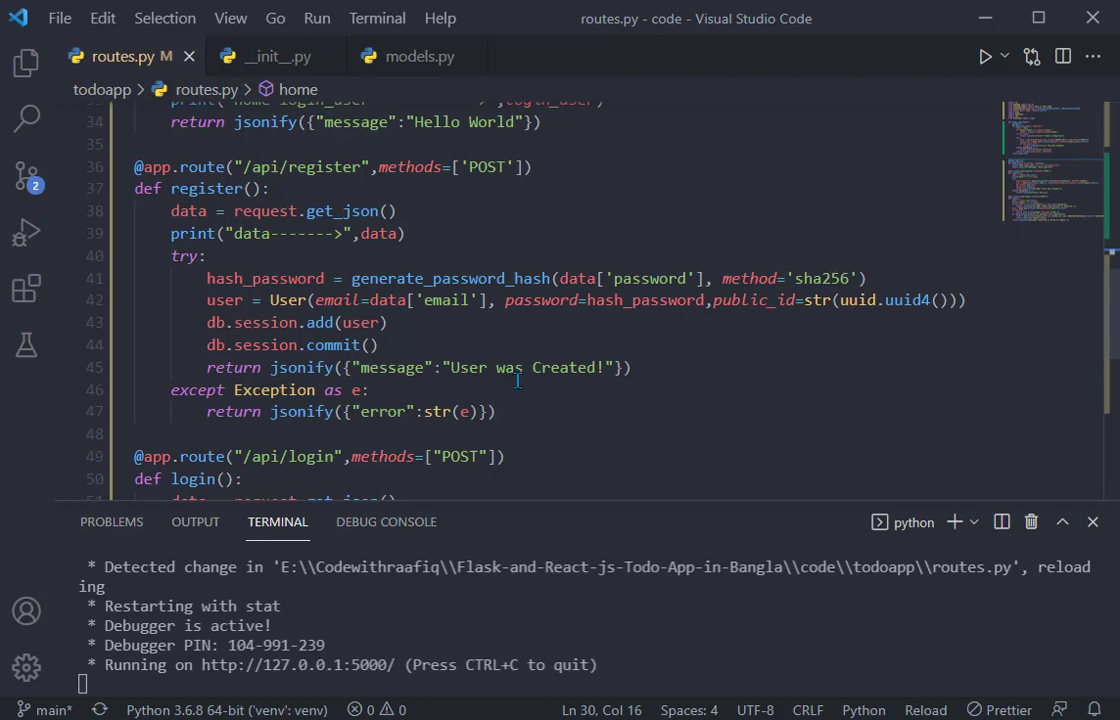 File Edit Selection View Go Run Terminal Help routes.py - code - Visual Studio Code
routes.py M __init__.py models.py
todoapp routes.py home
34 return jsonify({"message":"Hello World"})
35
36 @app.route("/api/register",methods=['POST'])
37 def register():
38 data = request.get_json()
39 print("data------->",data)
40 try:
41 hash_password = generate_password_hash(data['password'], method='sha256')
42 user = User(email=data['email'], password=hash_password,public_id=str(uuid.uuid4()))
43 db.session.add(user)
44 db.session.commit()
45 return jsonify({"message":"User was Created!"})
46 except Exception as e:
47 return jsonify({"error":str(e)})
48
49 @app.route("/api/login",methods=["POST"])
50 def login():
data = request.get_json()
2
PROBLEMS OUTPUT TERMINAL DEBUG CONSOLE python
* Detected change in 'E:\\Codewithraafiq\\Flask-and-React-js-Todo-App-in-Bangla\\code\\todoapp\\routes.py', reload
ing
* Restarting with stat
* Debugger is active!
* Debugger PIN: 104-991-239
* Running on http://127.0.0.1:5000/ (Press CTRL+C to quit)
main* Python 3.6.8 64-bit ('venv': venv) 0 0 Ln 30, Col 16 Spaces: 4 UTF-8 CRLF Python Reload Prettier